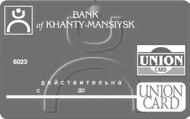 BANK
of KHANTY-MANSIYSK
UNION
CARD
6023
действительна
с до
UNION
CARD